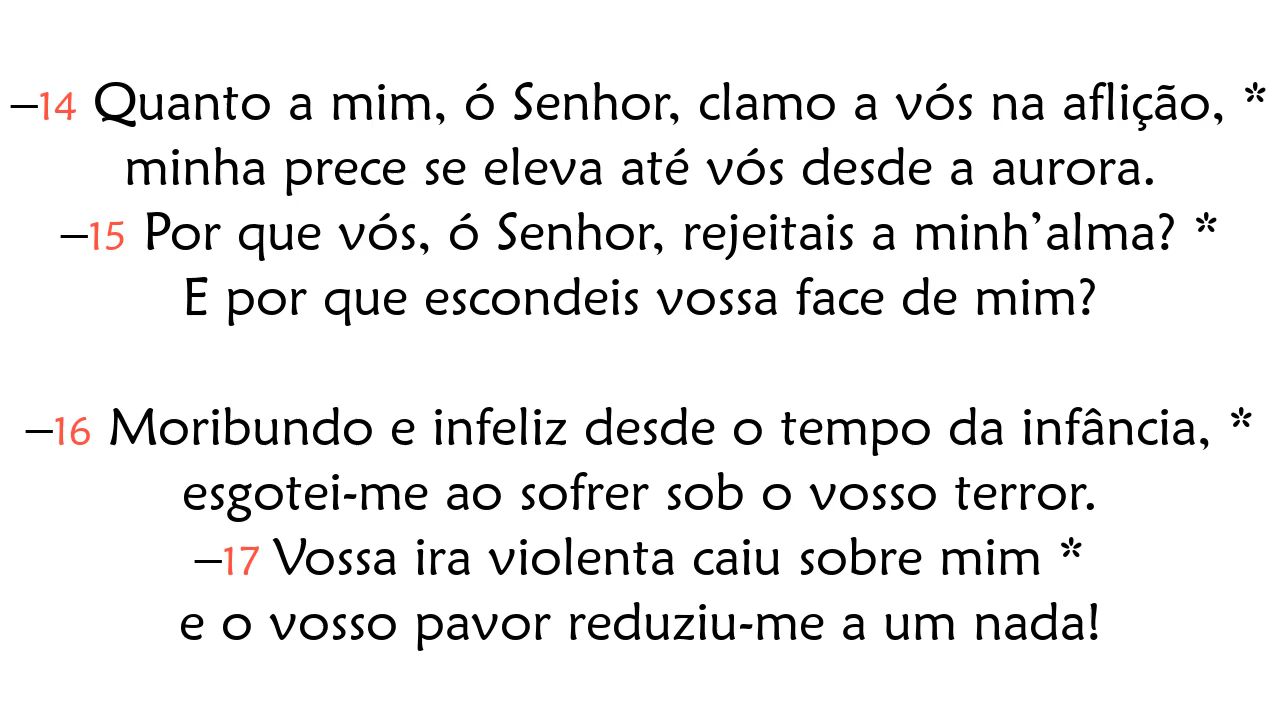 –14 Quanto a mim, ó Senhor, clamo a vós na aflição, *
minha prece se eleva até vós desde a aurora.
–15 Por que vós, ó Senhor, rejeitais a minh’alma? *
E por que escondeis vossa face de mim?
–16 Moribundo e infeliz desde o tempo da infância, *
esgotei-me ao sofrer sob o vosso terror.
–17 Vossa ira violenta caiu sobre mim *
e o vosso pavor reduziu-me a um nada!